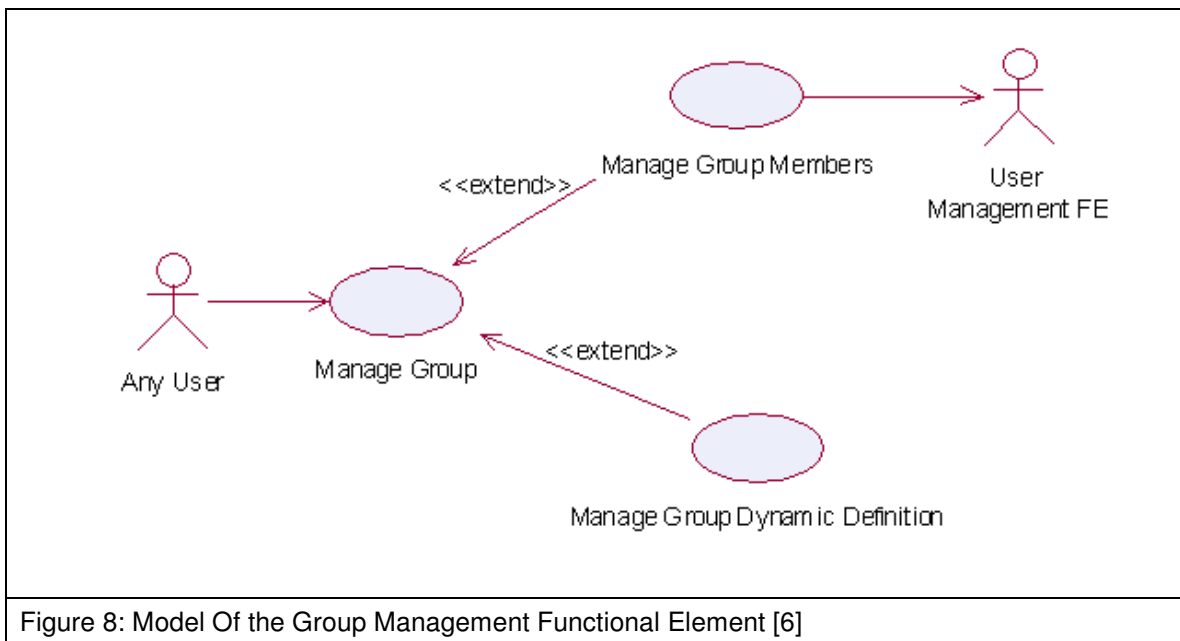 Manage Group Members
User
Management FE
<<extend>>
Any User
Manage Group
<<extend>>
Manage Group Dynamic Definition
Figure 8: Model Of the Group Management Functional Element [6]